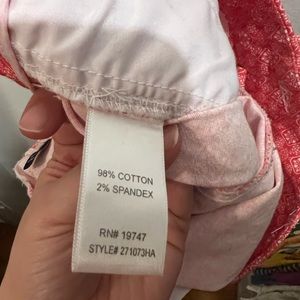 98% COTTON
2% SPANDEX
RN# 19747
STYLE# 271073HA